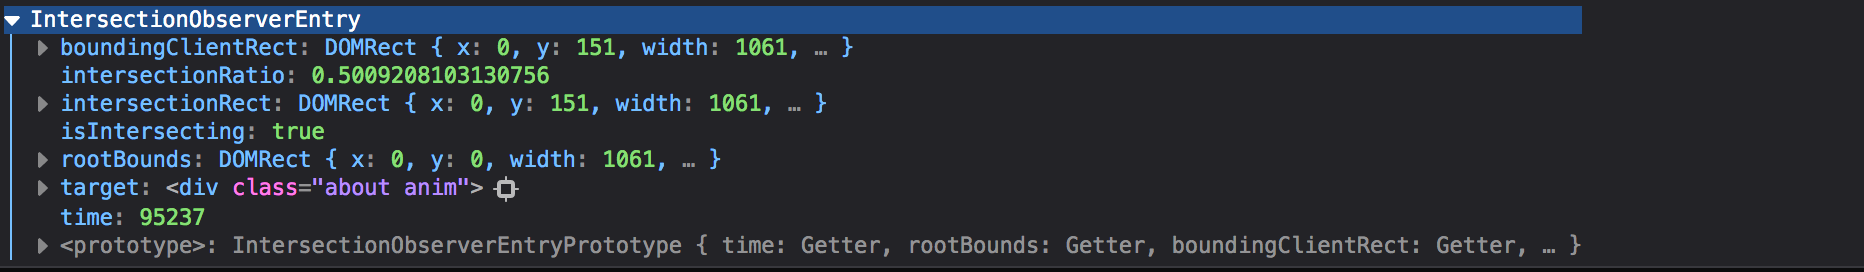 IntersectionObserverEntry
boundingClientRect: DOMRect { x: 0, y: 151, width: 1061, … }
intersectionRatio: 0.5009208103130756
intersectionRect: DOMRect { x: 0, y: 151, width: 1061, … }
isIntersecting: true
rootBounds: DOMRect { x: 0, y: 0, width: 1061, … }
target: <div class="about anim">
time: 95237
<prototype>: IntersectionObserverEntryPrototype { time: Getter, rootBounds: Getter, boundingClientRect: Getter, … }